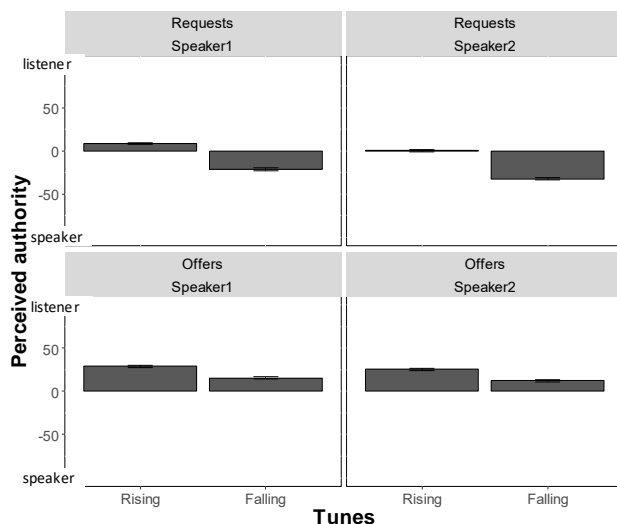 Requests
Speaker1
Requests
Speaker2
listener
50
0
-50
speaker
Offers
Speaker1
Offers
Speaker2
listener
50
0
-50
speaker
Perceived authority
Rising
Falling
Rising
Falling
Tunes